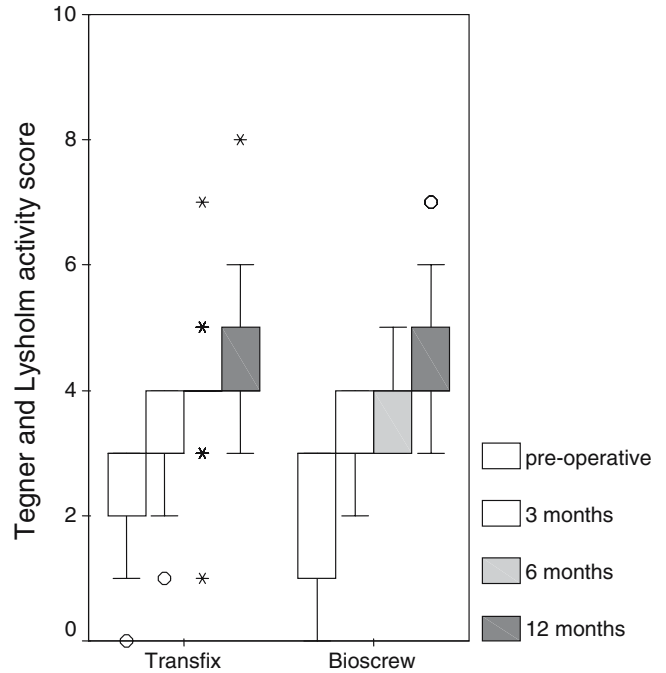 Tegner and Lysholm activity score
10
8
6
4
2
0
Transfix
Bioscrew
pre-operative
3 months
6 months
12 months